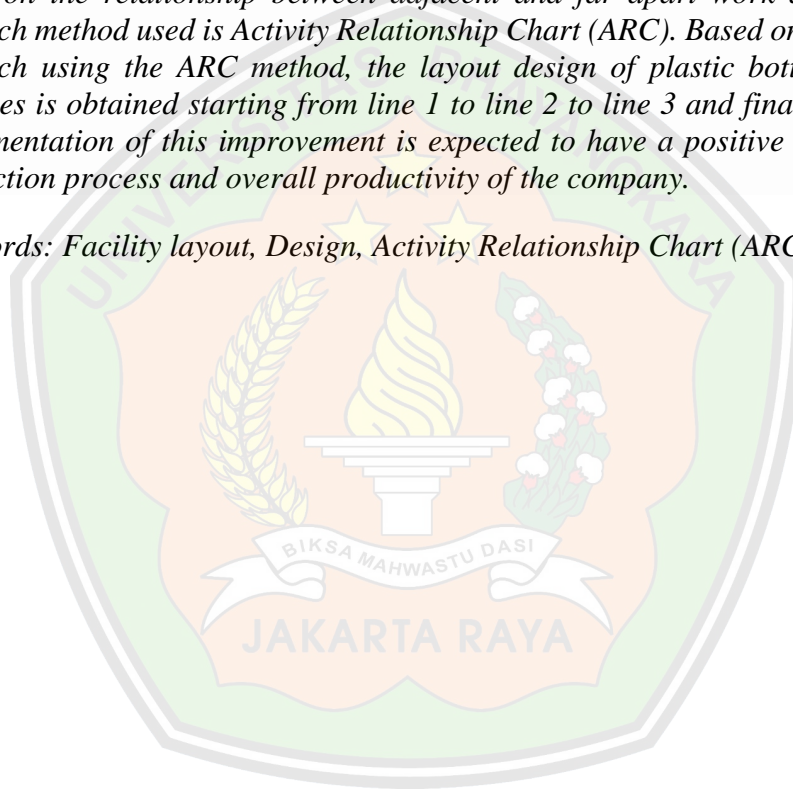 on the relationship between adjacent and far apart work
ch method used is Activity Relationship Chart (ARC). Based on
ch using the ARC method, the layout design of plastic bott
es is obtained starting from line 1 to line 2 to line 3 and fina
mentation of this improvement is expected to have a positive
ction process and overall productivity of the company.
ords: Facility layout, Design, Activity Relationship Chart (ARC
UNIVERSITAS BHAYANGKARA
BIKSA MAHWASTU DASI
JAKARTA RAYA